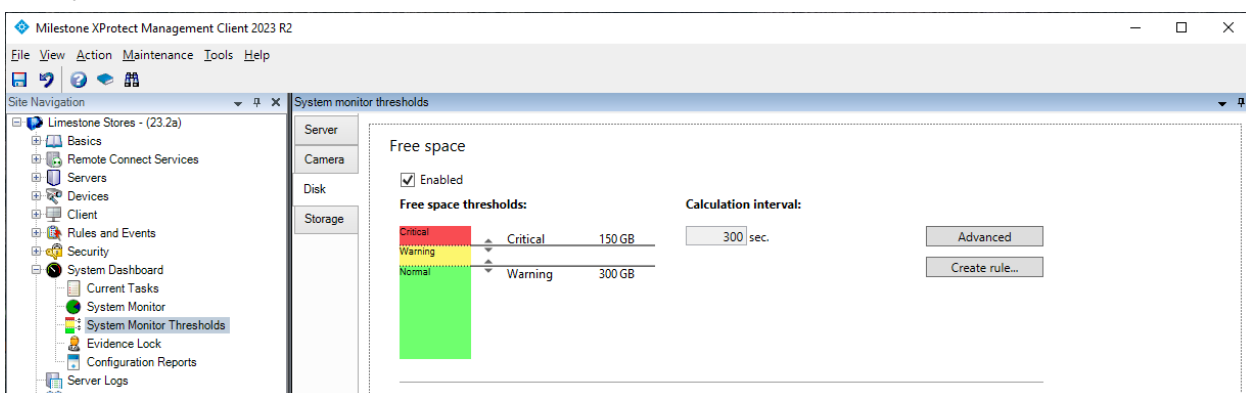 Milestone XProtect Management Client 2023 R2
File View Action Maintenance Tools Help
Site Navigation
System monitor thresholds
Limestone Stores - (23.2a)
Basics
Remote Connect Services
Servers
Devices
Client
Rules and Events
Security
System Dashboard
Current Tasks
System Monitor
System Monitor Thresholds
Evidence Lock
Configuration Reports
Server Logs
Server
Camera
Disk
Storage
Free space
Enabled
Free space thresholds: Calculation interval:
Critical
Warning
Normal
Critical 150 GB
Warning 300 GB
300 sec.
Advanced
Create rule...